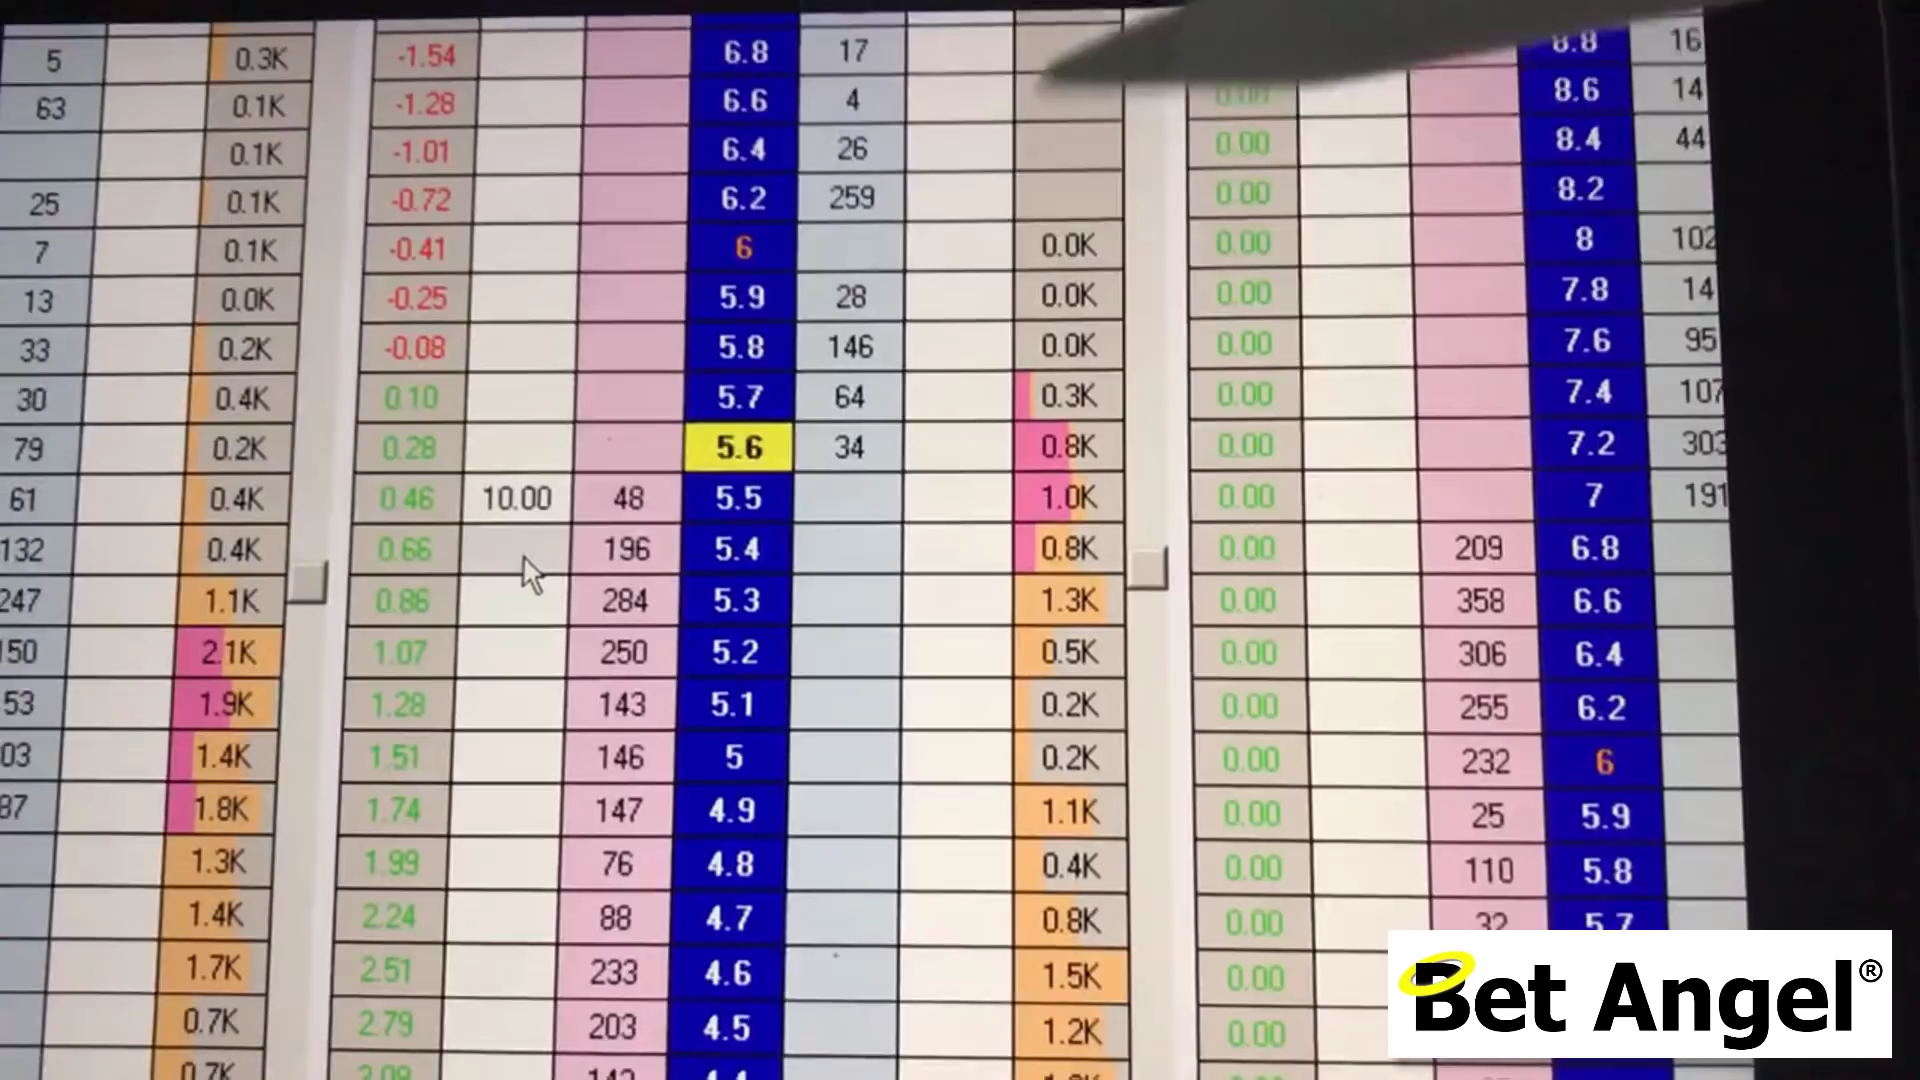 5 0.3K -1.54 6.8 17 8.8 16
63 0.1K -1.28 6.6 4 8.6 14
0.1K -1.01 6.4 26 0.00 8.4 44
25 0.1K -0.72 6.2 259 0.00 8.2
7 0.1K -0.41 6 0.0K 0.00 8 102
13 0.0K -0.25 5.9 28 0.0K 0.00 7.8 14
33 0.2K -0.08 5.8 146 0.0K 0.00 7.6 95
30 0.4K 0.10 5.7 64 0.3K 0.00 7.4 107
79 0.2K 0.28 5.6 34 0.8K 0.00 7.2 303
61 0.4K 0.46 10.00 48 5.5 1.0K 0.00 7 191
132 0.4K 0.66 196 5.4 0.8K 0.00 209 6.8
247 1.1K 0.86 284 5.3 1.3K 0.00 358 6.6
150 2.1K 1.07 250 5.2 0.5K 0.00 306 6.4
53 1.9K 1.28 143 5.1 0.2K 0.00 255 6.2
03 1.4K 1.51 146 5 0.2K 0.00 232 6
87 1.8K 1.74 147 4.9 1.1K 0.00 25 5.9
1.3K 1.99 76 4.8 0.4K 0.00 110 5.8
1.4K 2.24 88 4.7 0.8K 0.00 32 5.7
1.7K 2.51 233 4.6 1.5K 0.00
0.7K 2.79 203 4.5 1.2K 0.00
0.7K
Bet Angel®